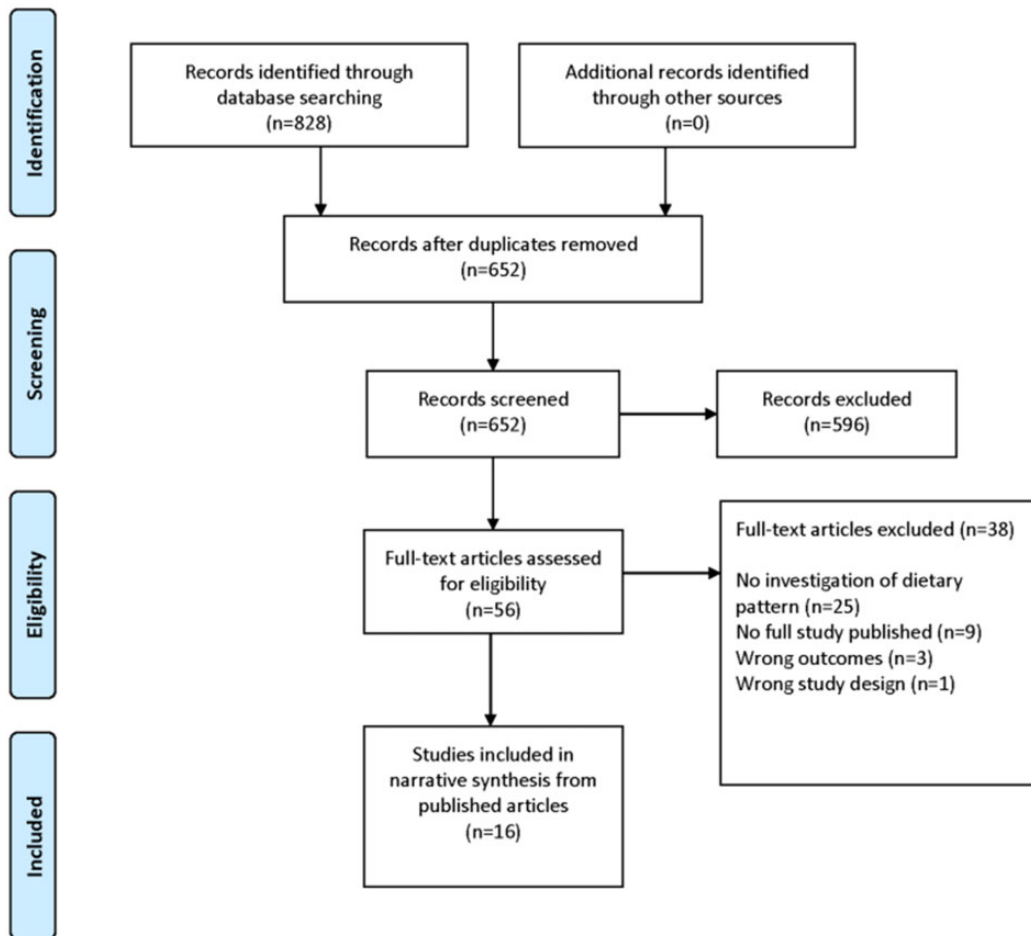 Identification
Records identified through
database searching
(n=828)
Additional records identified
through other sources
(n=0)
Records after duplicates removed
(n=652)
Screening
Records screened
(n=652)
Records excluded
(n=596)
Eligibility
Full-text articles assessed
for eligibility
(n=56)
Full-text articles excluded (n=38)
No investigation of dietary
pattern (n=25)
No full study published (n=9)
Wrong outcomes (n=3)
Wrong study design (n=1)
Included
Studies included in
narrative synthesis from
published articles
(n=16)